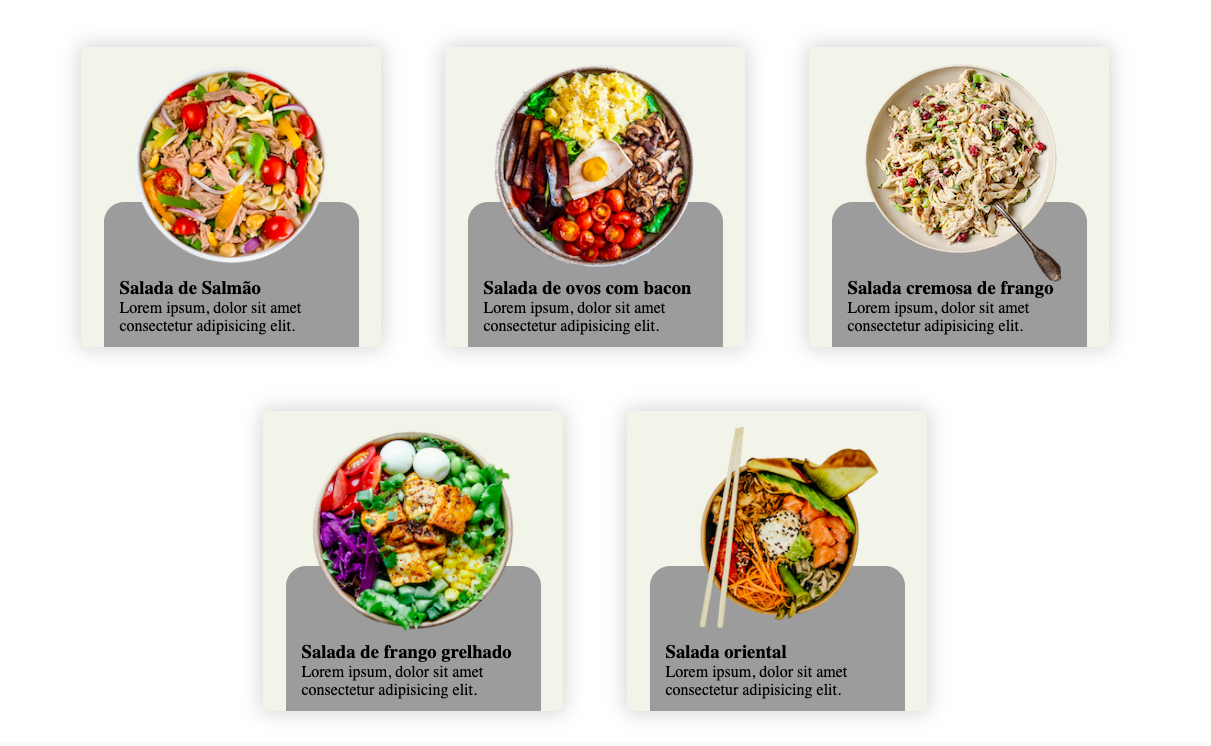 Salada de Salmão
Lorem ipsum, dolor sit amet
consectetur adipisicing elit.
Salada de ovos com bacon
Lorem ipsum, dolor sit amet
consectetur adipisicing elit.
Salada cremosa de frango
Lorem ipsum, dolor sit amet
consectetur adipisicing elit.
Salada de frango grelhado
Lorem ipsum, dolor sit amet
consectetur adipisicing elit.
Salada oriental
Lorem ipsum, dolor sit amet
consectetur adipisicing elit.